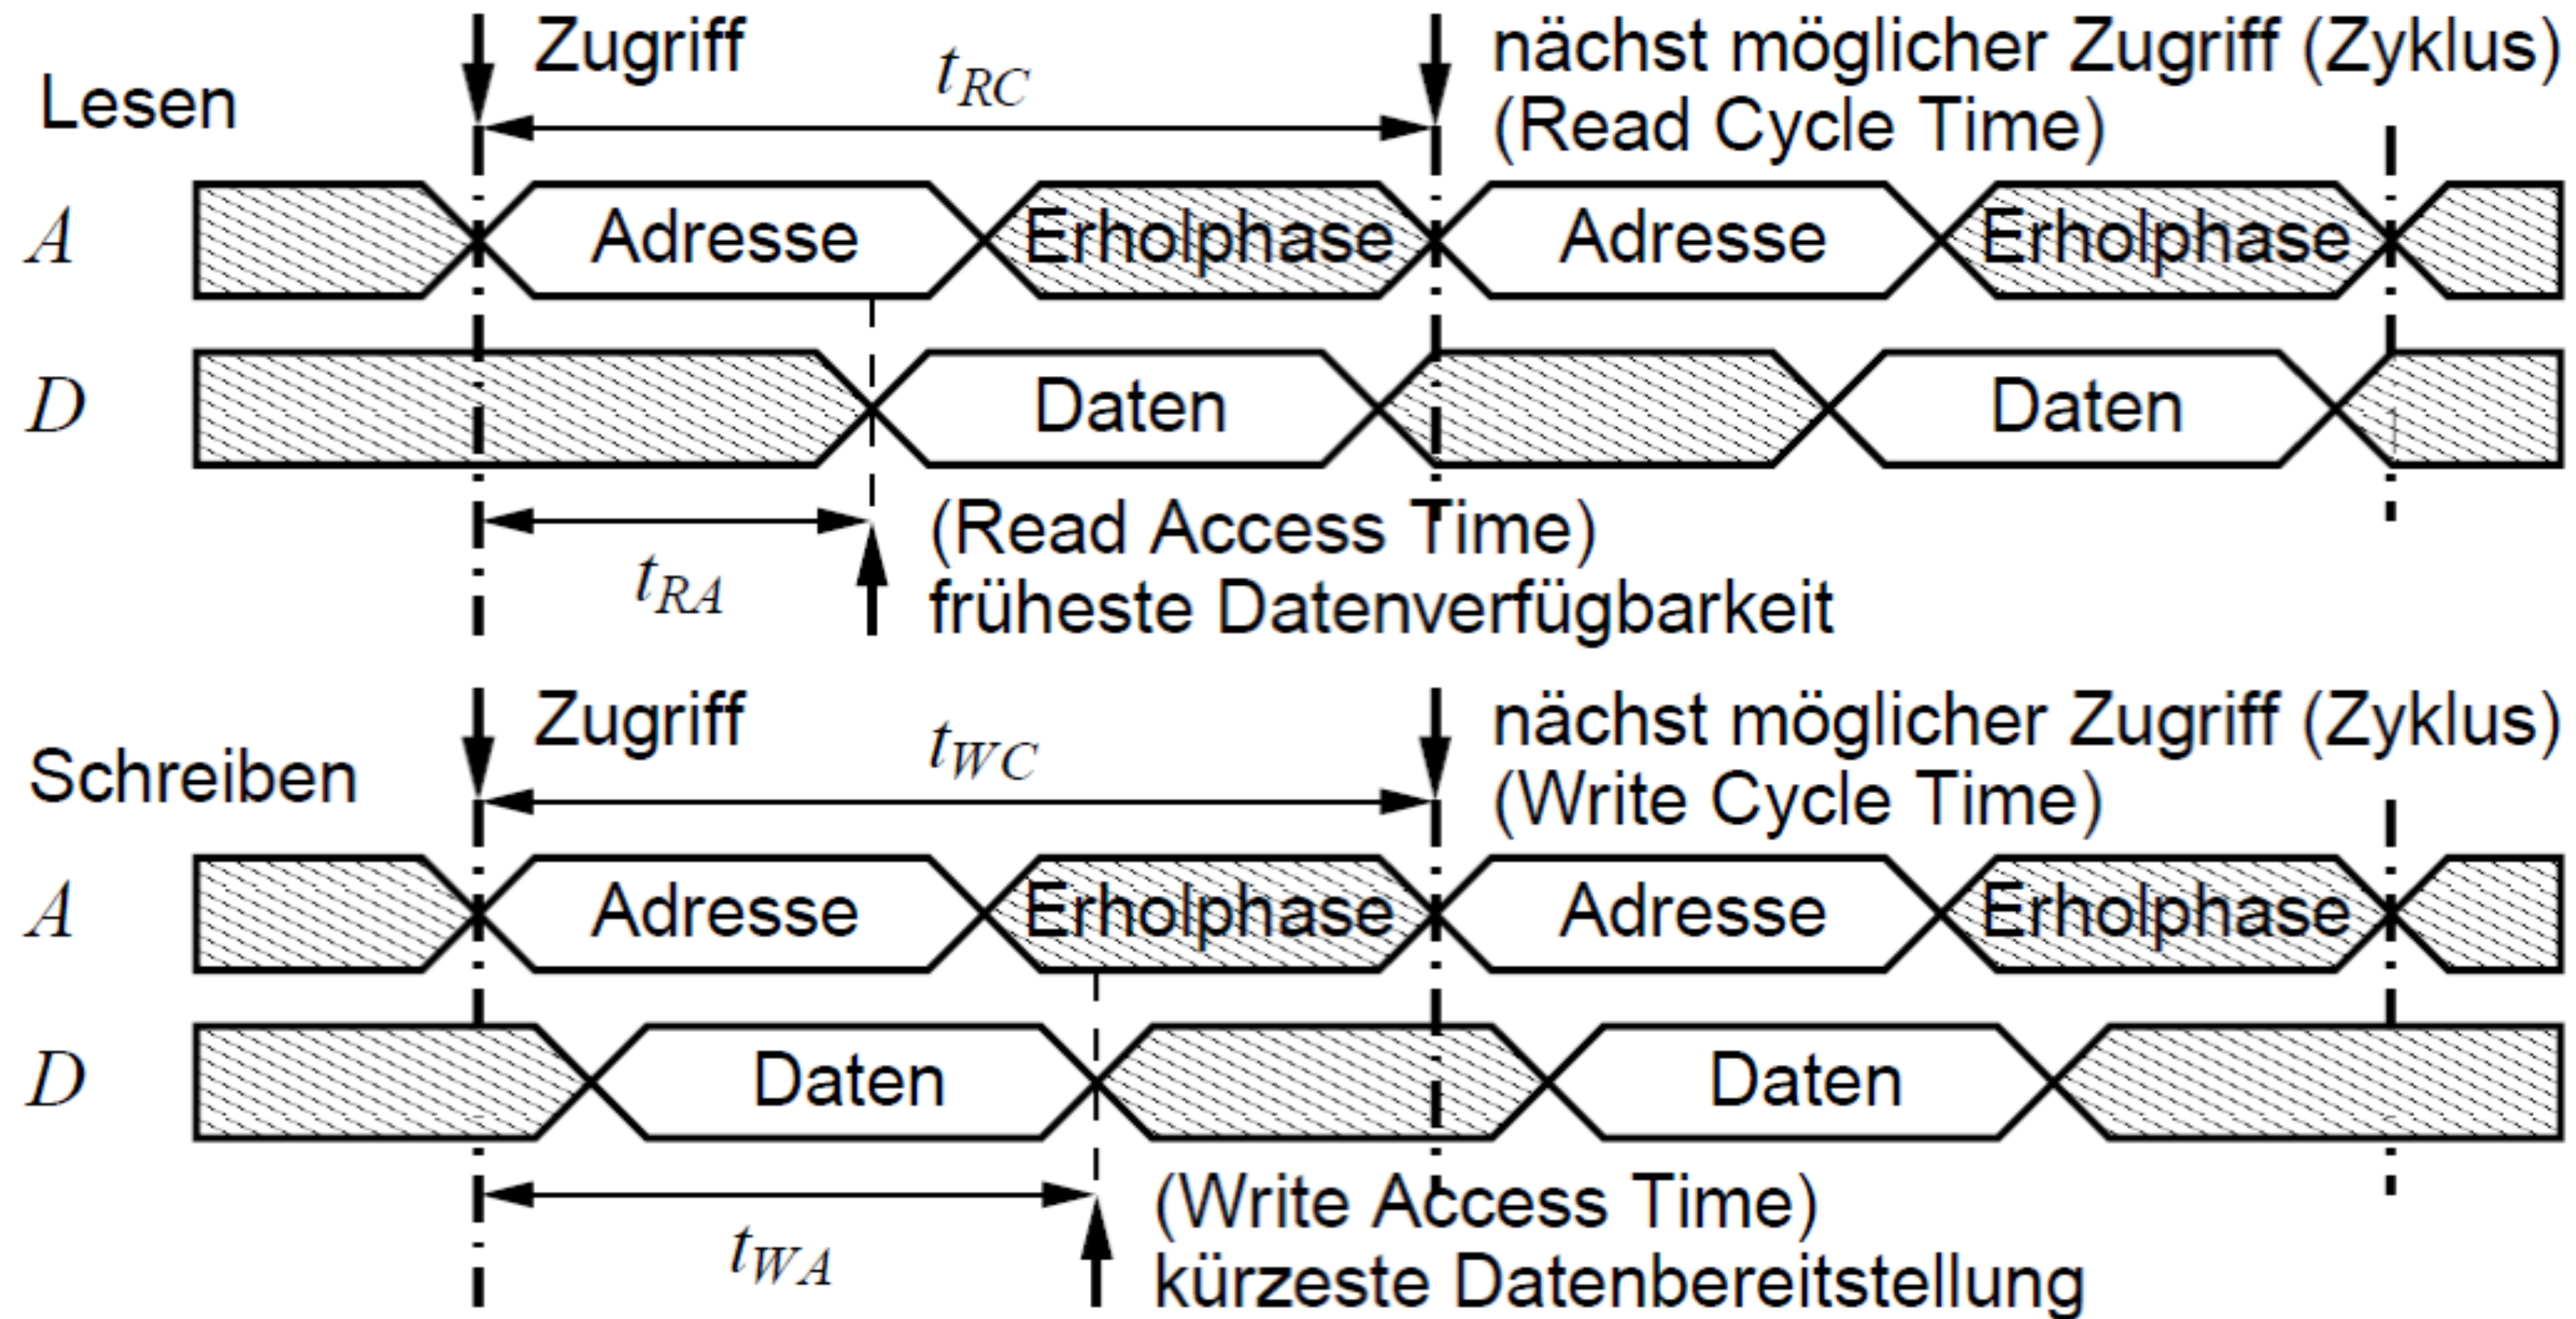 Zugriff
t_RC
nächst möglicher Zugriff (Zyklus)
Lesen
(Read Cycle Time)
A
Adresse
Erholphase
Adresse
Erholphase
D
Daten
Daten
t_RA
(Read Access Time)
früheste Datenverfügbarkeit
Zugriff
t_WC
nächst möglicher Zugriff (Zyklus)
Schreiben
(Write Cycle Time)
A
Adresse
Erholphase
Adresse
Erholphase
D
Daten
Daten
t_WA
(Write Access Time)
kürzeste Datenbereitstellung